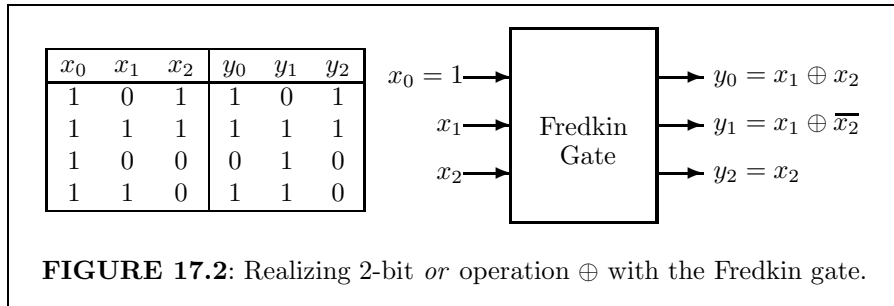 x₀ x₁ x₂ y₀ y₁ y₂
1 0 1 1 0 1
1 1 1 1 1 1
1 0 0 0 1 0
1 1 0 1 1 0
x₀ = 1
x₁
x₂
Fredkin
Gate
y₀ = x₁ ⊕ x₂
y₁ = x₁ ⊕ x̅₂̅
y₂ = x₂
FIGURE 17.2: Realizing 2-bit or operation ⊕ with the Fredkin gate.